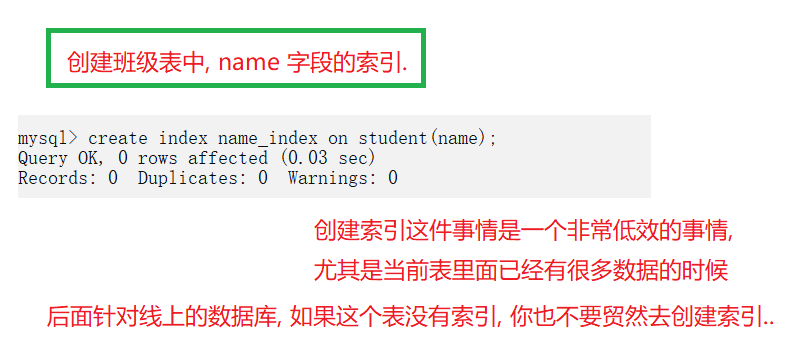 创建班级表中, name 字段的索引.
mysql> create index name_index on student(name);
Query OK, 0 rows affected (0.03 sec)
Records: 0  Duplicates: 0  Warnings: 0
创建索引这件事情是一个非常低效的事情,
尤其是当前表里面已经有很多数据的时候
后面针对线上的数据库, 如果这个表没有索引, 你也不要贸然去创建索引..